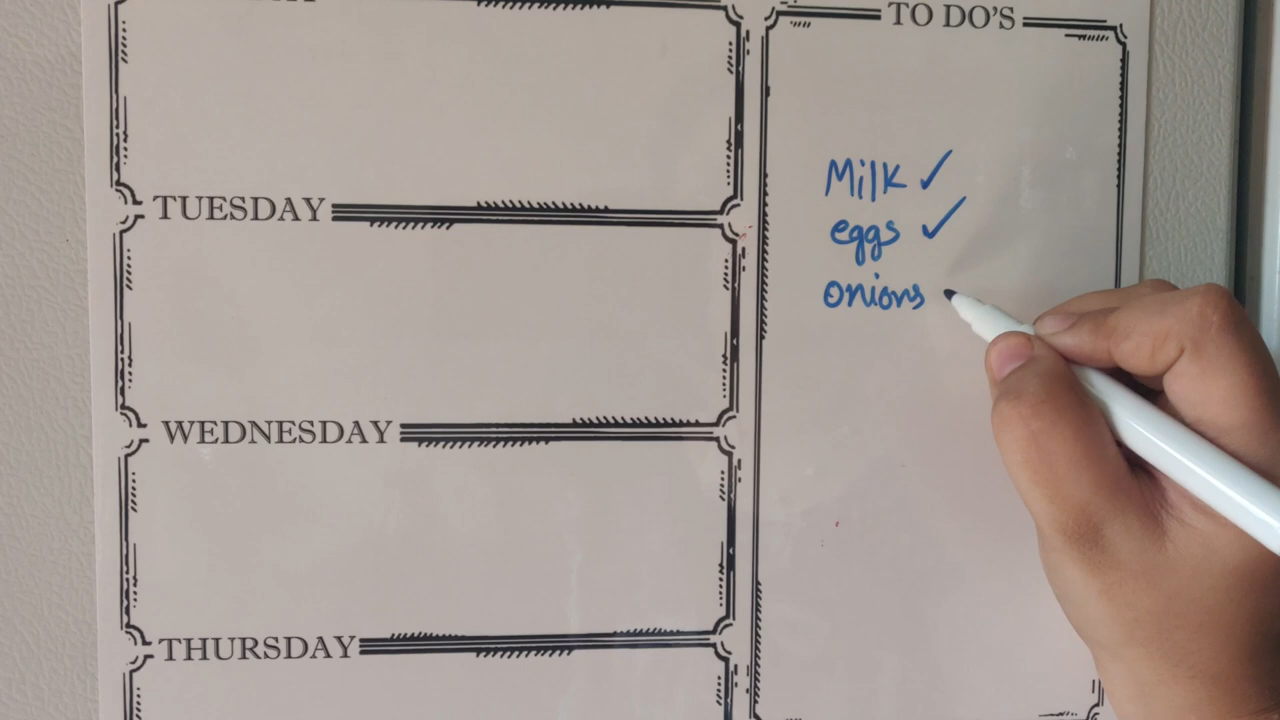 TO DO'S
Milk ✓
eggs ✓
onions
TUESDAY
WEDNESDAY
THURSDAY